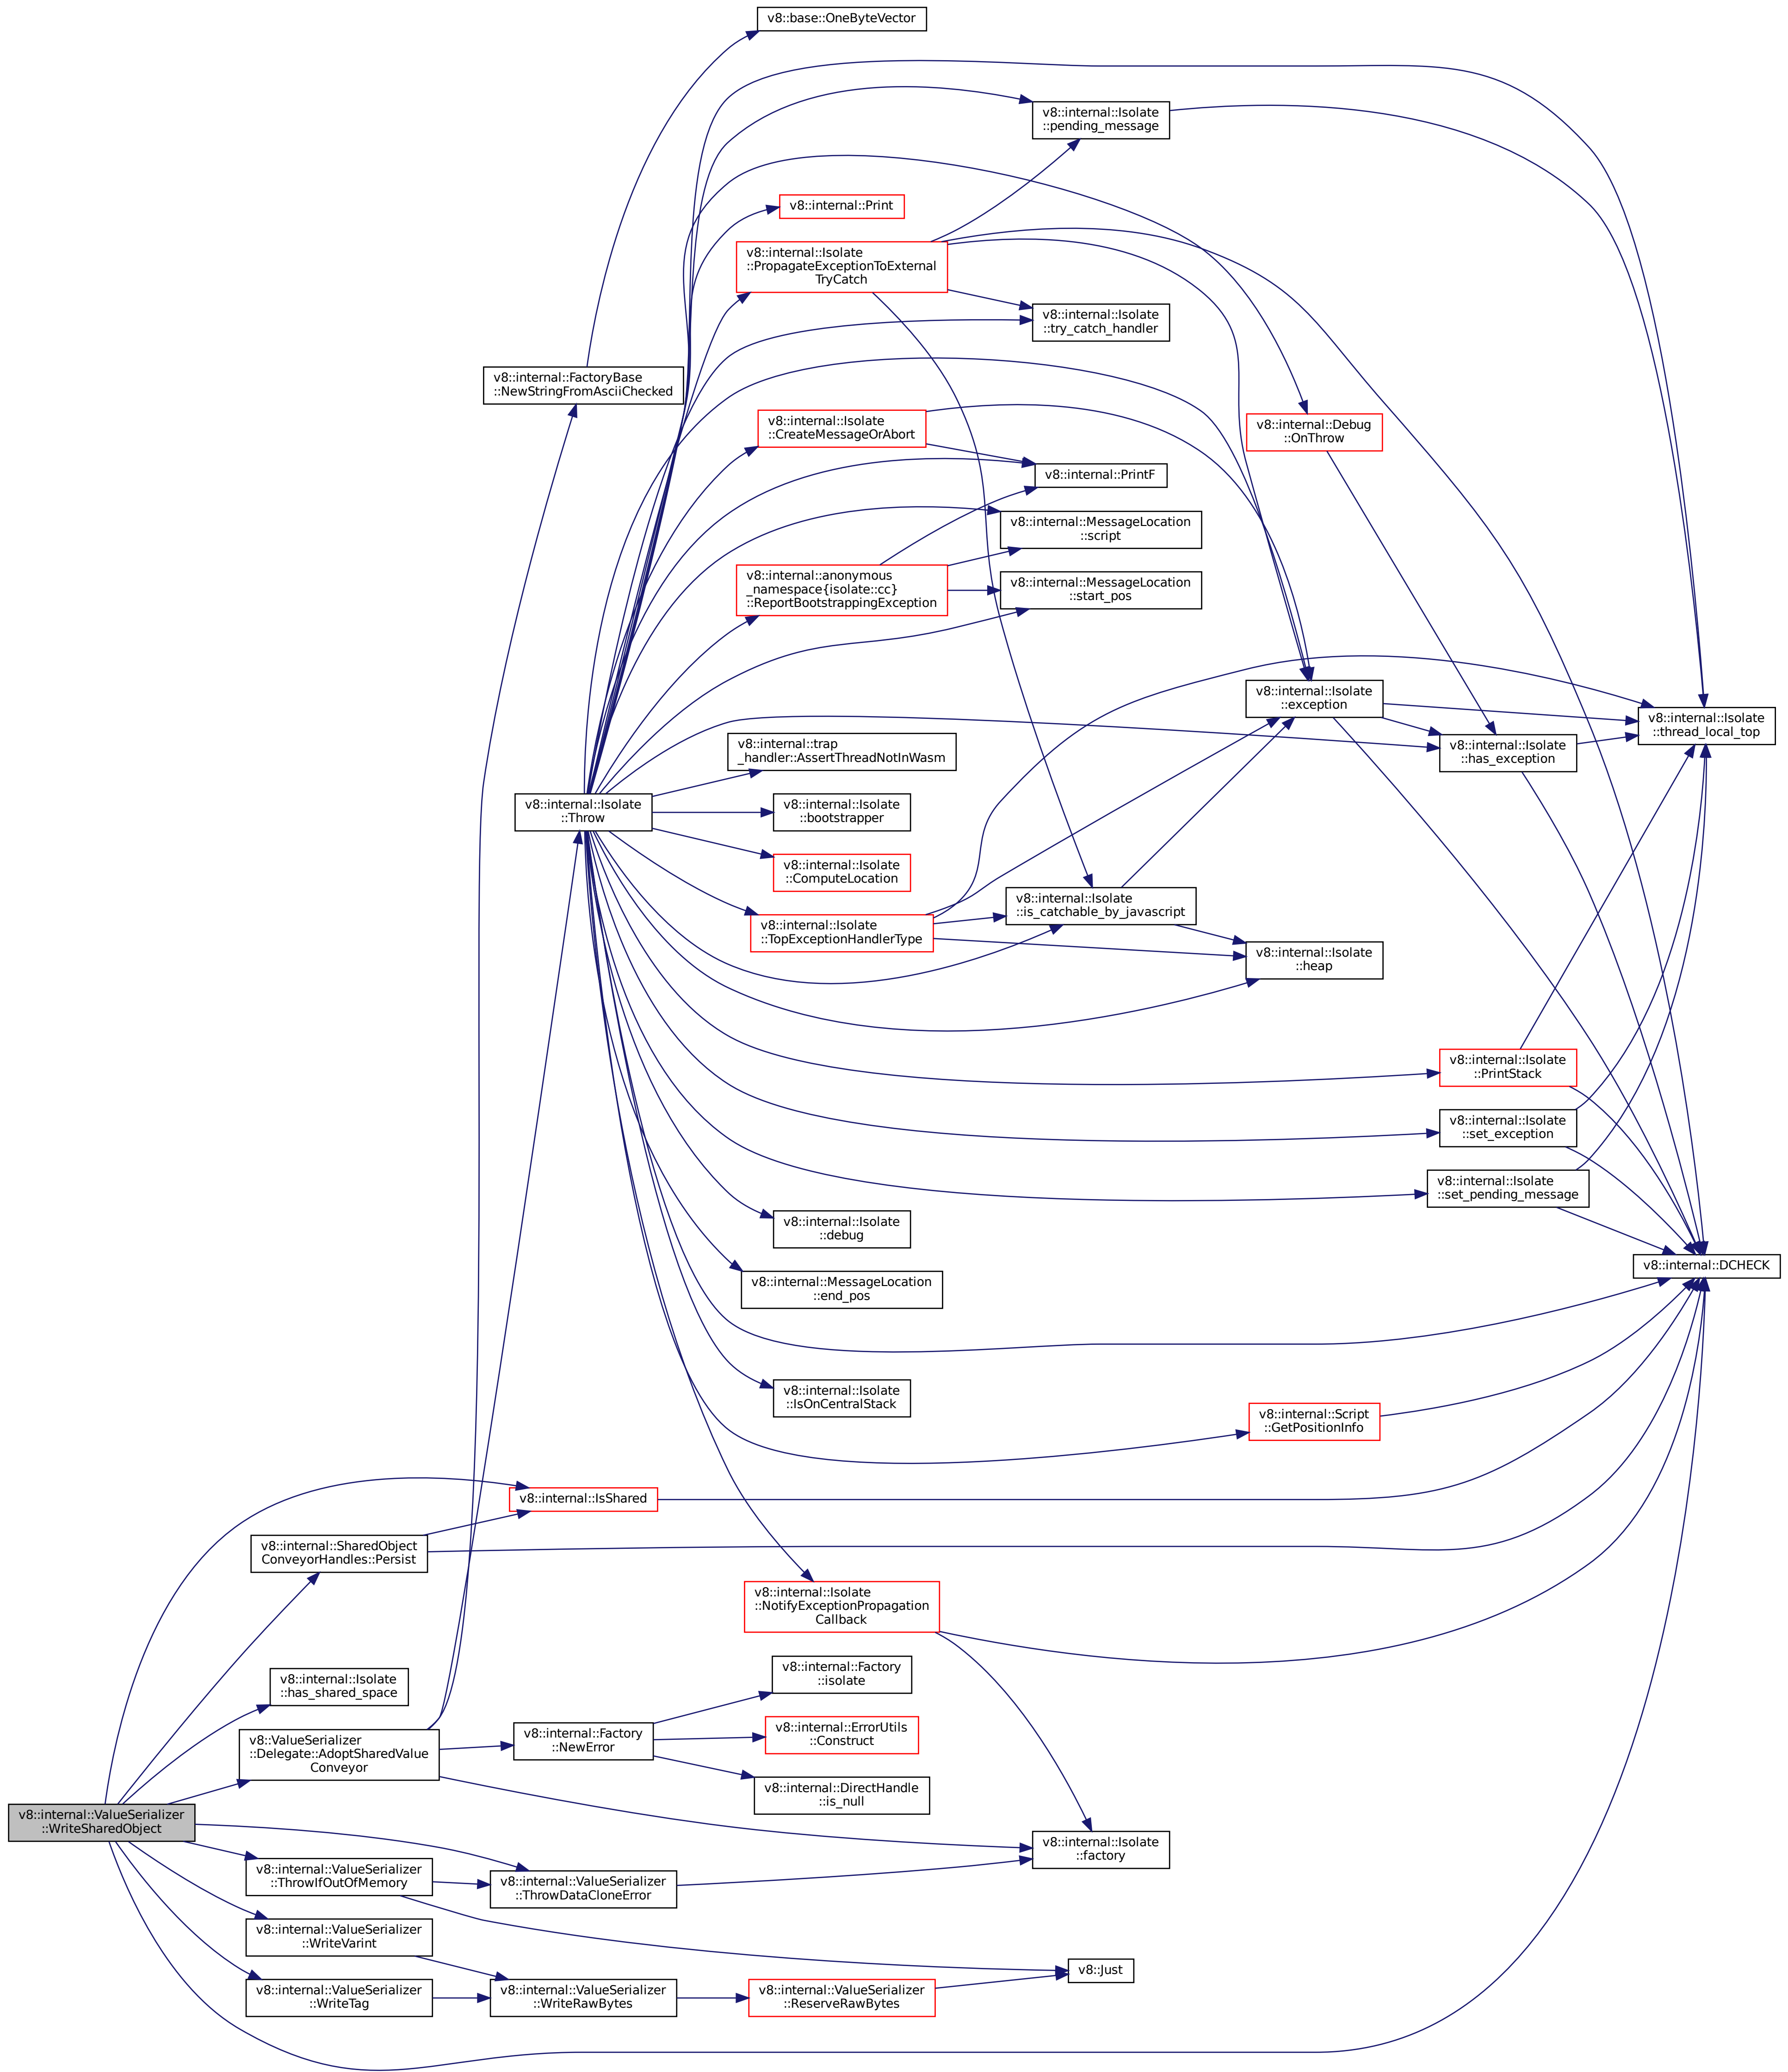 v8::base::OneByteVector
v8::internal::Isolate
::pending_message
v8::internal::Print
v8::internal::Isolate
::PropagateExceptionToExternal
TryCatch
v8::internal::Isolate
::try_catch_handler
v8::internal::FactoryBase
::NewStringFromAsciiChecked
v8::internal::Isolate
::CreateMessageOrAbort
v8::internal::Debug
::OnThrow
v8::internal::PrintF
v8::internal::MessageLocation
::script
v8::internal::anonymous
_namespace{isolate::cc}
::ReportBootstrappingException
v8::internal::MessageLocation
::start_pos
v8::internal::Isolate
::exception
v8::internal::Isolate
::thread_local_top
v8::internal::trap
_handler::AssertThreadNotInWasm
v8::internal::Isolate
::has_exception
v8::internal::Isolate
::Throw
v8::internal::Isolate
::bootstrapper
v8::internal::Isolate
::ComputeLocation
v8::internal::Isolate
::is_catchable_by_javascript
v8::internal::Isolate
::TopExceptionHandlerType
v8::internal::Isolate
::heap
v8::internal::Isolate
::PrintStack
v8::internal::Isolate
::set_exception
v8::internal::Isolate
::set_pending_message
v8::internal::Isolate
::debug
v8::internal::DCHECK
v8::internal::MessageLocation
::end_pos
v8::internal::Isolate
::IsOnCentralStack
v8::internal::Script
::GetPositionInfo
v8::internal::IsShared
v8::internal::SharedObject
ConveyorHandles::Persist
v8::internal::Isolate
::NotifyExceptionPropagation
Callback
v8::internal::Factory
::isolate
v8::internal::Isolate
::has_shared_space
v8::ValueSerializer
::Delegate::AdoptSharedValue
Conveyor
v8::internal::Factory
::NewError
v8::internal::ErrorUtils
::Construct
v8::internal::DirectHandle
::is_null
v8::internal::ValueSerializer
::WriteSharedObject
v8::internal::Isolate
::factory
v8::internal::ValueSerializer
::ThrowIfOutOfMemory
v8::internal::ValueSerializer
::ThrowDataCloneError
v8::internal::ValueSerializer
::WriteVarint
v8::Just
v8::internal::ValueSerializer
::WriteTag
v8::internal::ValueSerializer
::WriteRawBytes
v8::internal::ValueSerializer
::ReserveRawBytes